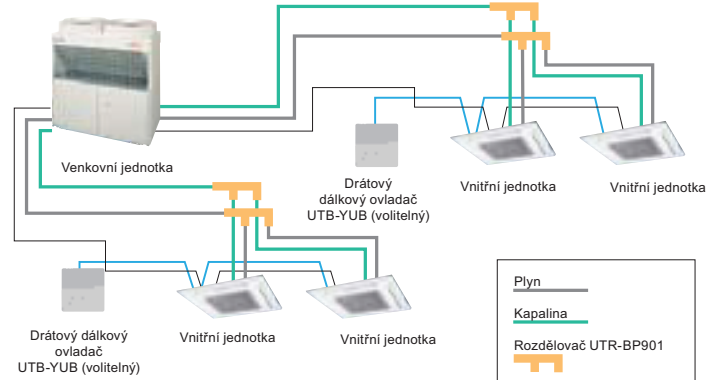 Venkovní jednotka
Drátový
dálkový ovladač
UTB-YUB (volitelný)
Vnitřní jednotka
Vnitřní jednotka
Drátový dálkový
ovladač
UTB-YUB (volitelný)
Vnitřní jednotka
Vnitřní jednotka
Plyn
Kapalina
Rozdělovač UTR-BP901